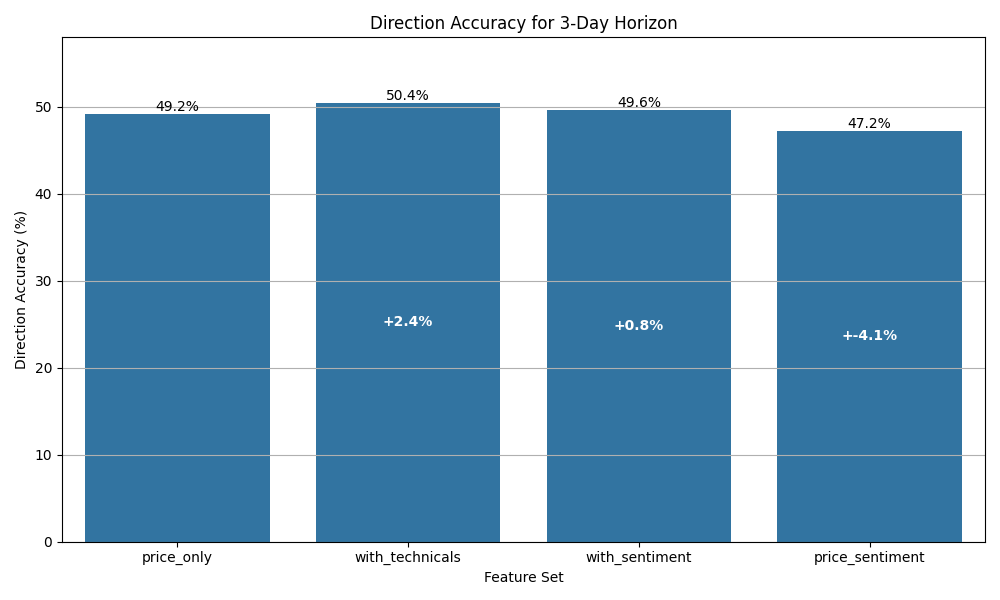 Direction Accuracy for 3-Day Horizon
Direction Accuracy (%)
50
40
30
20
10
0
49.2%
50.4%
49.6%
47.2%
+2.4%
+0.8%
+-4.1%
price_only
with_technicals
with_sentiment
price_sentiment
Feature Set